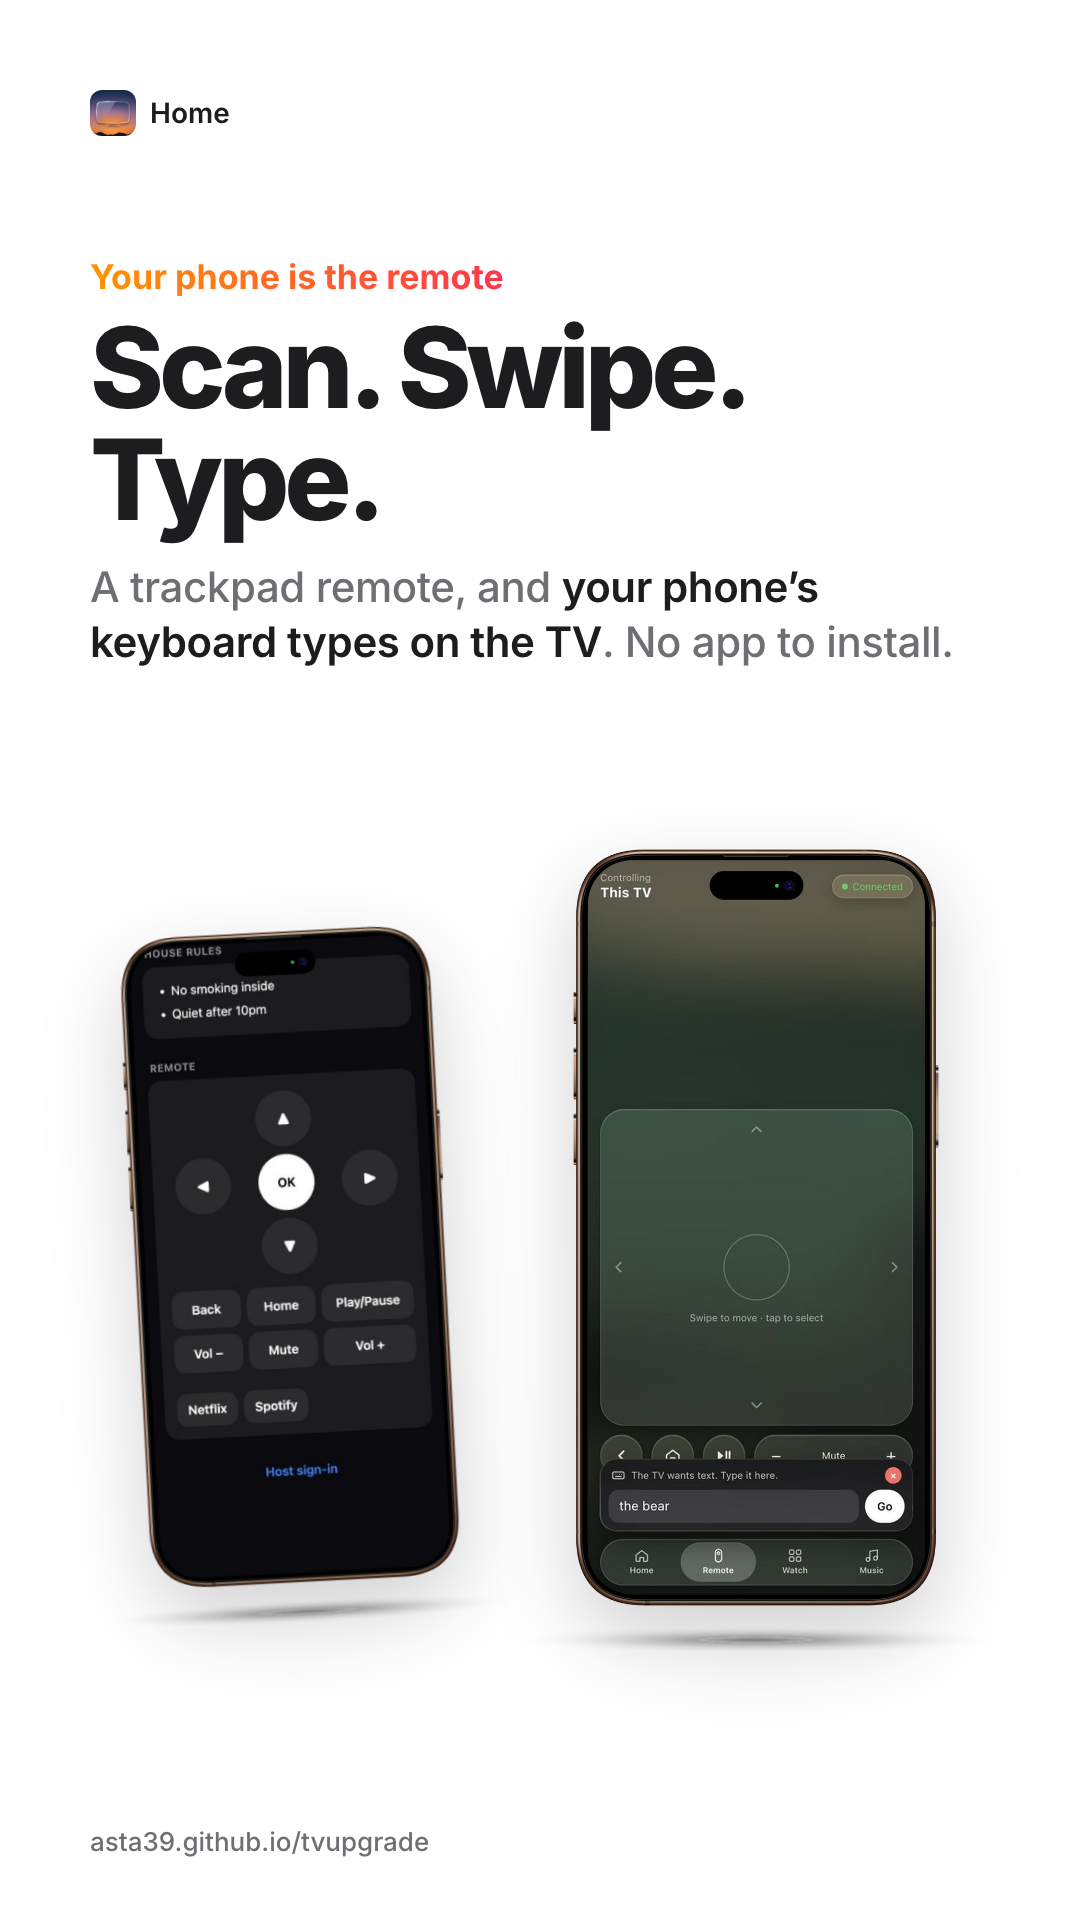 Home
Your phone is the remote
Scan. Swipe.
Type.
A trackpad remote, and your phone’s
keyboard types on the TV. No app to install.
HOUSE RULES
• No smoking inside
• Quiet after 10pm
REMOTE
OK
Back Home Play/Pause
Vol – Mute Vol +
Netflix Spotify
Host sign-in
Controlling
This TV
Connected
Swipe to move · tap to select
– Mute +
The TV wants text. Type it here.
the bear Go
Home Remote Watch Music
asta39.github.io/tvupgrade